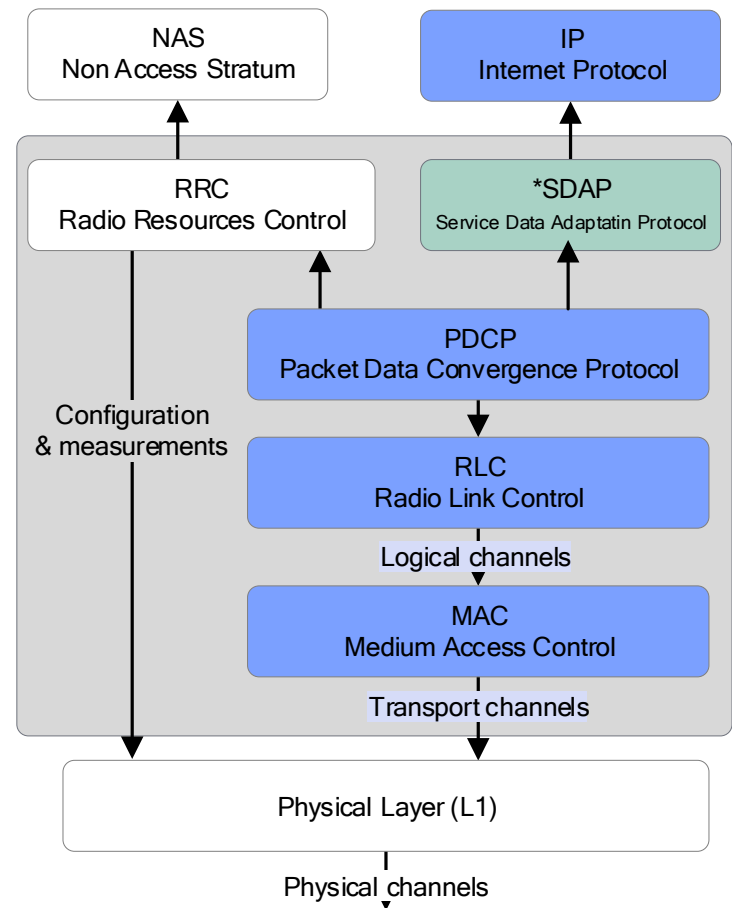 NAS
Non Access Stratum
IP
Internet Protocol
RRC
Radio Resources Control
*SDAP
Service Data Adaptatin Protocol
PDCP
Packet Data Convergence Protocol
Configuration
& measurements
RLC
Radio Link Control
Logical channels
MAC
Medium Access Control
Transport channels
Physical Layer (L1)
Physical channels